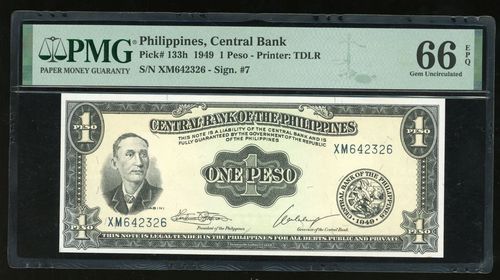 PMG
PAPER MONEY GUARANTY
Philippines, Central Bank
Pick# 133h 1949 1 Peso - Printer: TDLR
S/N XM642326 - Sign. #7
66 EPQ
Gem Uncirculated
1 PESO
CENTRAL BANK OF THE PHILIPPINES
1 PESO
THIS NOTE IS A LIABILITY OF THE CENTRAL BANK AND IS
FULLY GUARANTEED BY THE GOVERNMENT OF THE REPUBLIC
OF THE PHILIPPINES
XM642326
1
ONE PESO
MABINI
XM642326
President of the Philippines
Governor of the Central Bank
CENTRAL BANK OF THE PHILIPPINES
1949
1 PESO
THIS NOTE IS LEGAL TENDER IN THE PHILIPPINES FOR ALL DEBTS PUBLIC AND PRIVATE
1 PESO